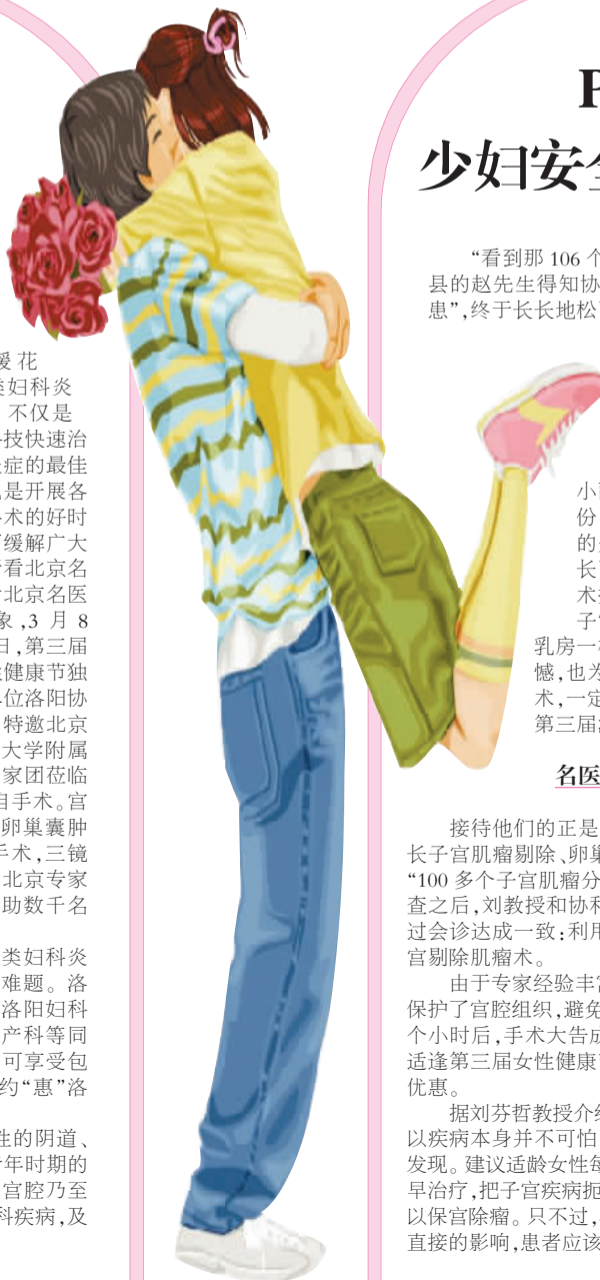 暖花
类妇科炎
不仅是
科技快速治
炎症的最佳
也是开展各
手术的好时
缓解广大
看北京名
北京名医
象,3月8
日,第三届
健康节独
单位洛阳协
特邀北京
大学附属
家团莅临
自手术。宫
卵巢囊肿
手术,三镜
北京专家
助数千名
类妇科炎
难题。洛
洛阳妇科
产科等同
可享受包
约“惠”洛
性的阴道、
年时期的
宫腔乃至
科疾病,及
P
少妇安全
“看到那 106 个
县的赵先生得知协
患”,终于长长地松
小
份
的
长
术
子
乳房一
憾,也为
术,一定
第三届
名医
接待他们的正是
长子宫肌瘤剔除、卵巢
“100 多个子宫肌瘤分
查之后,刘教授和协和
过会诊达成一致:利用
宫剔除肌瘤术。
由于专家经验丰富
保护了宫腔组织,避免
个小时后,手术大告成
适逢第三届女性健康
优惠。
据刘芬哲教授介绍
以疾病本身并不可怕
发现。建议适龄女性每
早治疗,把子宫疾病扼
以保宫除瘤。只不过,
直接的影响,患者应该